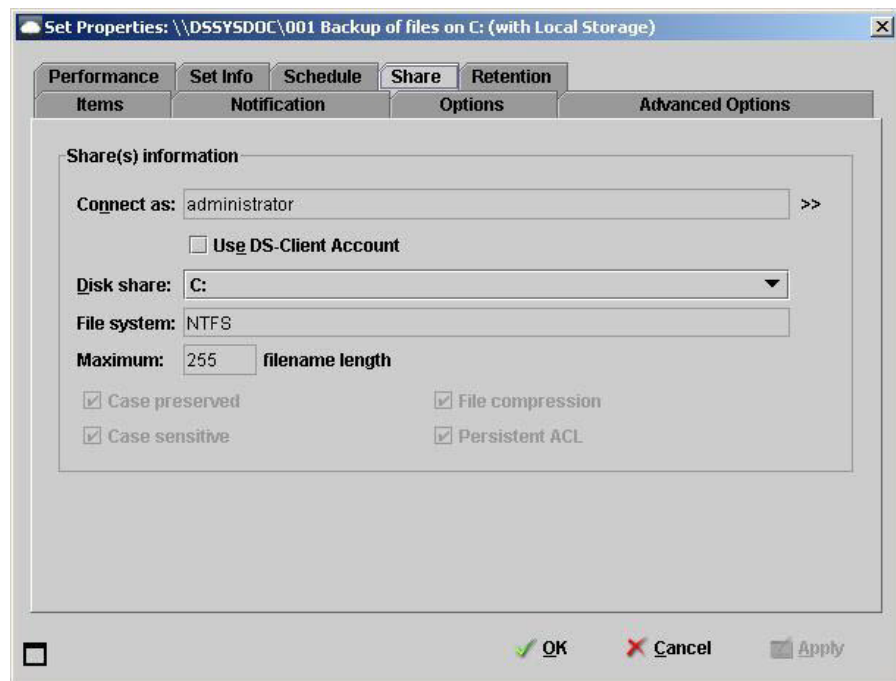 Set Properties: \\DSSYSDOC\001 Backup of files on C: (with Local Storage)
Performance Set Info Schedule Share Retention
Items Notification Options Advanced Options
Share(s) information
Connect as: administrator >>
Use DS-Client Account
Disk share: C:
File system: NTFS
Maximum: 255 filename length
Case preserved File compression
Case sensitive Persistent ACL
OK Cancel Apply